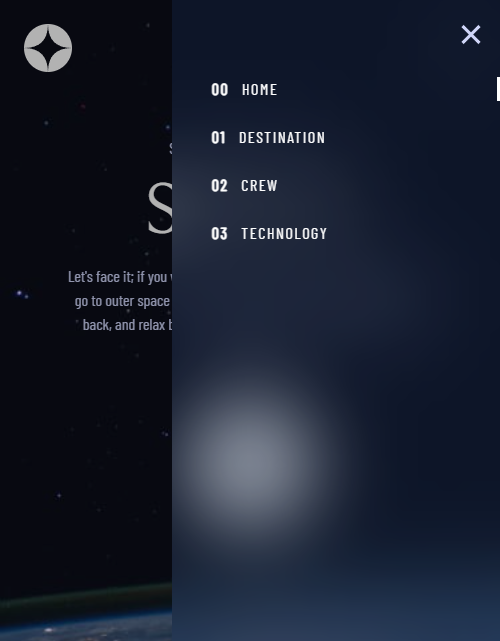 00 HOME
01 DESTINATION
02 CREW
03 TECHNOLOGY
S
Let's face it; if you
go to outer space
back, and relax